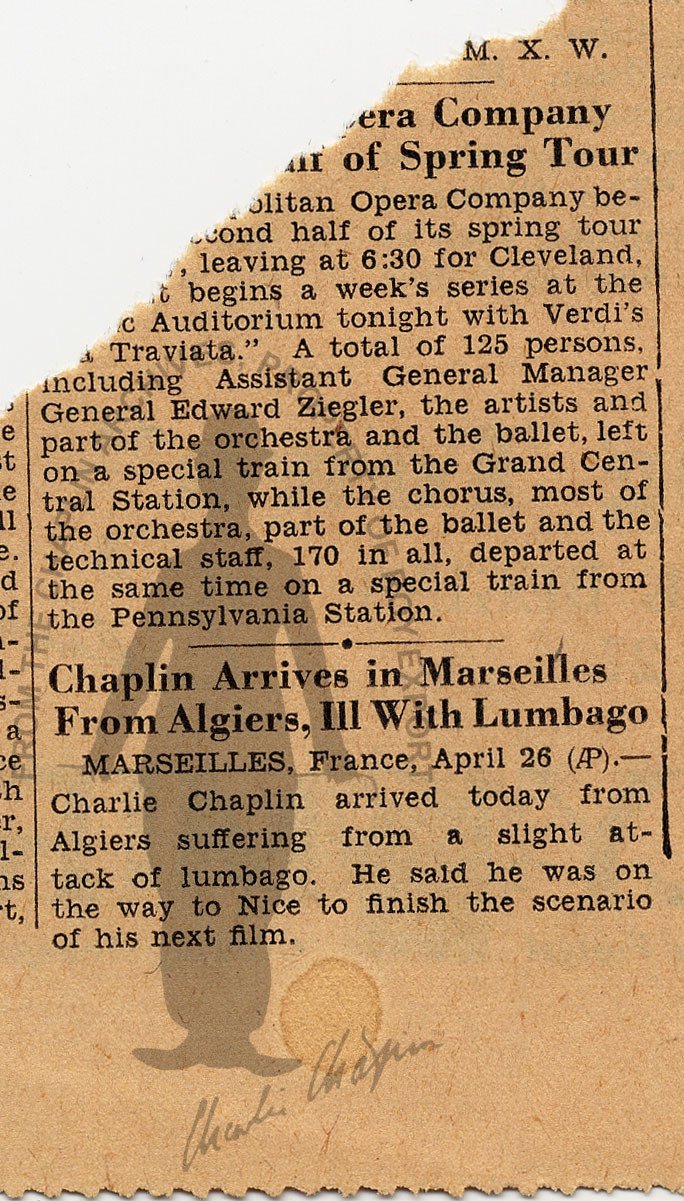 M. X. W.
Company
of Spring Tour
Opera Company be-
half of its spring tour
leaving at 6:30 for Cleveland,
begins a week's series at the
Auditorium tonight with Verdi's
Traviata." A total of 125 persons,
including Assistant General Manager
General Edward Ziegler, the artists and
part of the orchestra and the ballet, left
on a special train from the Grand Cen-
tral Station, while the chorus, most of
the orchestra, part of the ballet and the
technical staff, 170 in all, departed at
the same time on a special train from
the Pennsylvania Station.
Chaplin Arrives in Marseilles
From Algiers, Ill With Lumbago
MARSEILLES, France, April 26 (AP).—
Charlie Chaplin arrived today from
Algiers suffering from a slight at-
tack of lumbago. He said he was on
the way to Nice to finish the scenario
of his next film.
Charlie Chaplin